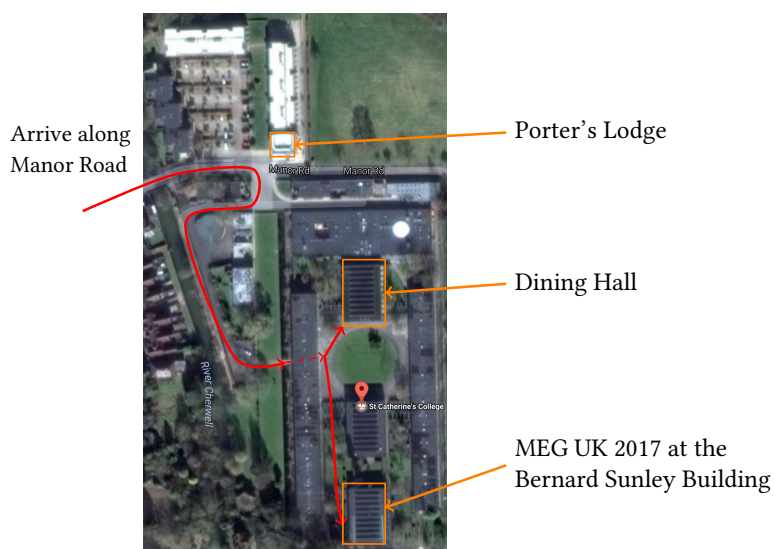 Porter’s Lodge
Arrive along
Manor Road
Manor Rd
Manor Rd
Dining Hall
River Cherwell
St Catherine's College
MEG UK 2017 at the
Bernard Sunley Building